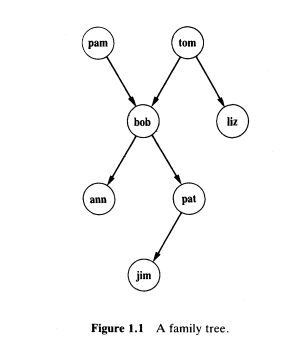 pam tom
bob liz
ann pat
jim
Figure 1.1 A family tree.